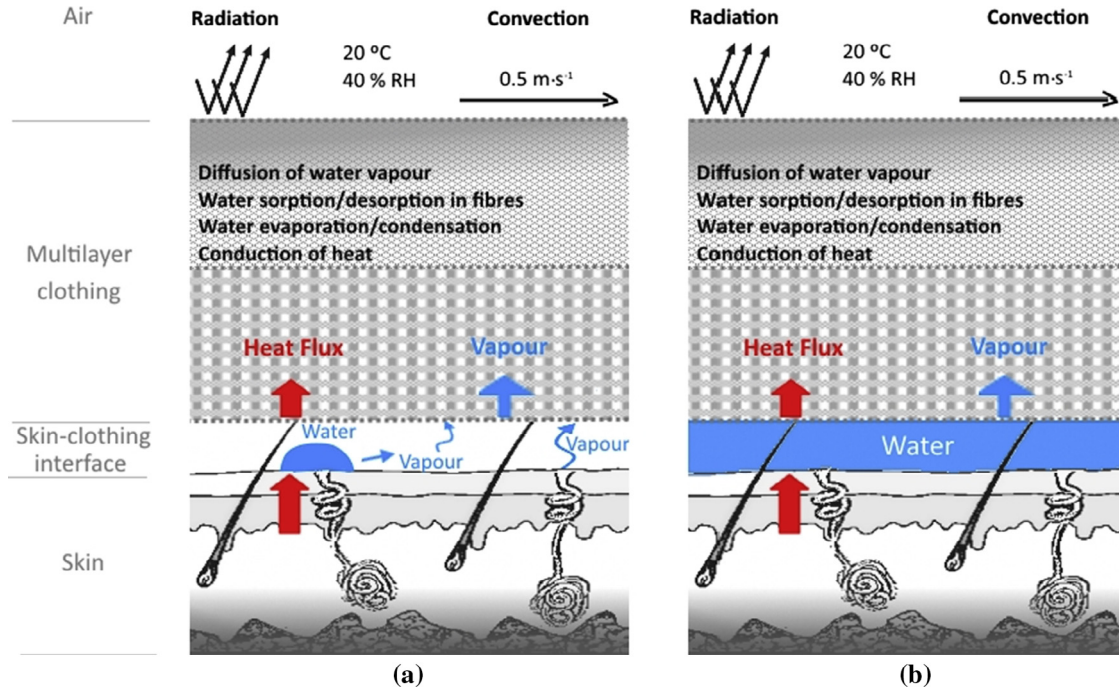 Air
Radiation
Convection
20 ºC
40 % RH
0.5 m·s⁻¹
Multilayer
clothing
Diffusion of water vapour
Water sorption/desorption in fibres
Water evaporation/condensation
Conduction of heat
Heat Flux
Vapour
Skin-clothing
interface
Water
Vapour
Vapour
Skin
(a)
Radiation
Convection
20 ºC
40 % RH
0.5 m·s⁻¹
Diffusion of water vapour
Water sorption/desorption in fibres
Water evaporation/condensation
Conduction of heat
Heat Flux
Vapour
Water
(b)